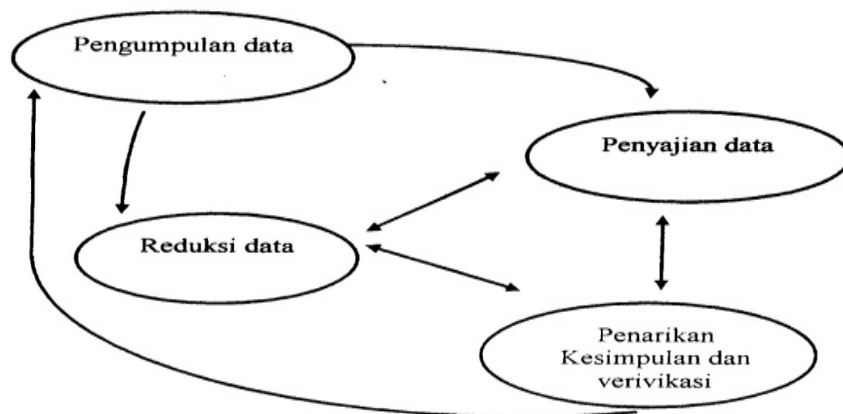 Pengumpulan data
Penyajian data
Reduksi data
Penarikan
Kesimpulan dan
verivikasi